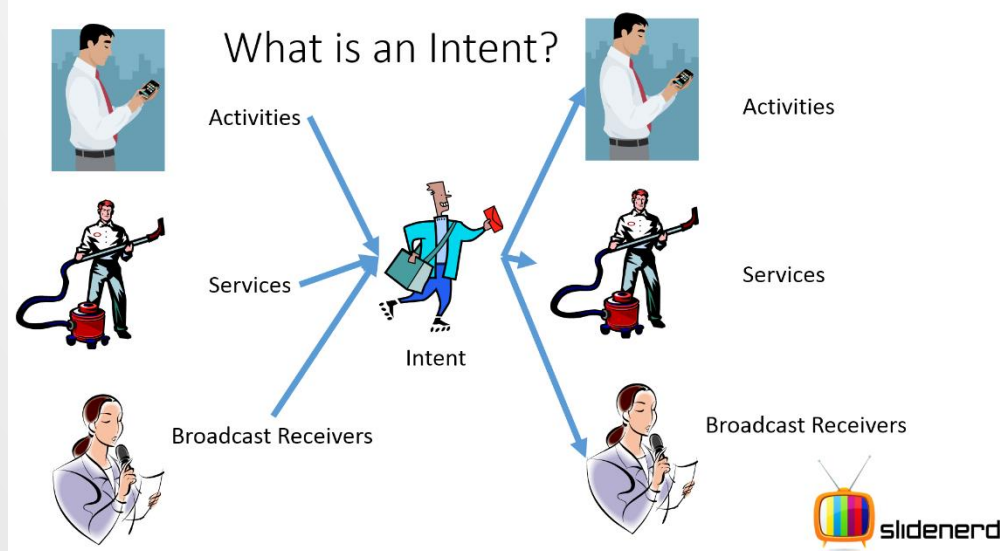 What is an Intent?
Activities
Activities
Services
Services
Intent
Broadcast Receivers
Broadcast Receivers
slidenerd